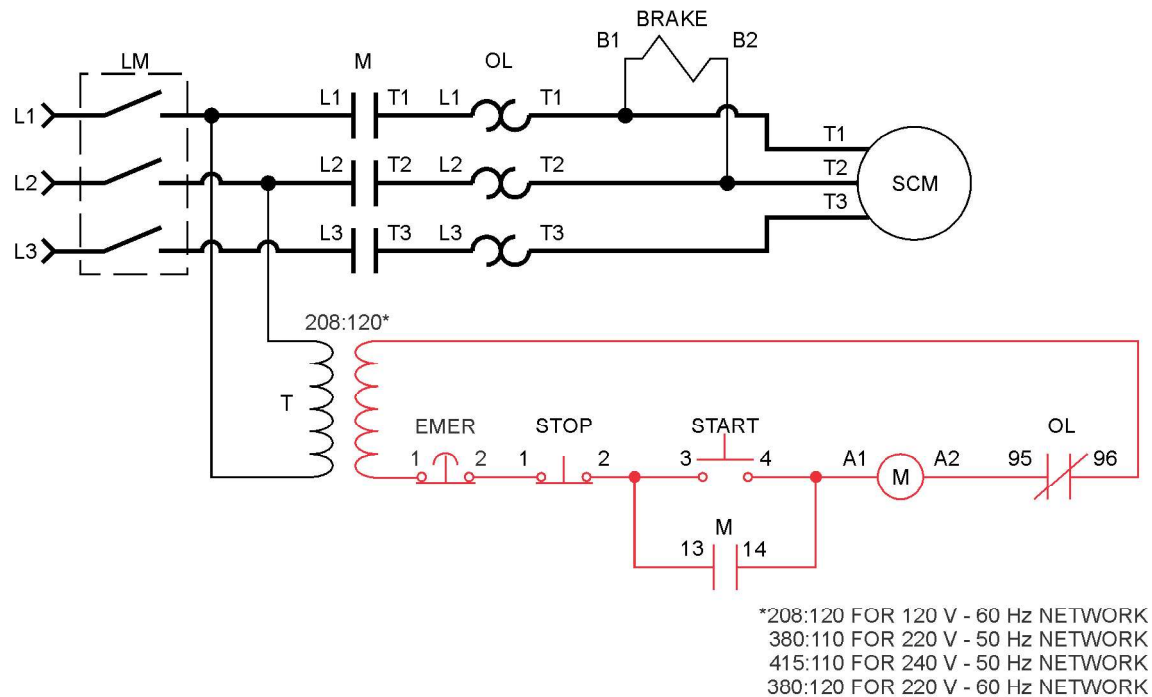 BRAKE
B1 B2
LM M OL
L1 L1 T1 L1 T1
T1
L2 L2 T2 L2 T2 T2
SCM
T3
L3 L3 T3 L3 T3
208:120*
T
EMER STOP START OL
1 2 1 2 3 4 A1 A2 95 96
M
M
13 14
*208:120 FOR 120 V - 60 Hz NETWORK
380:110 FOR 220 V - 50 Hz NETWORK
415:110 FOR 240 V - 50 Hz NETWORK
380:120 FOR 220 V - 60 Hz NETWORK